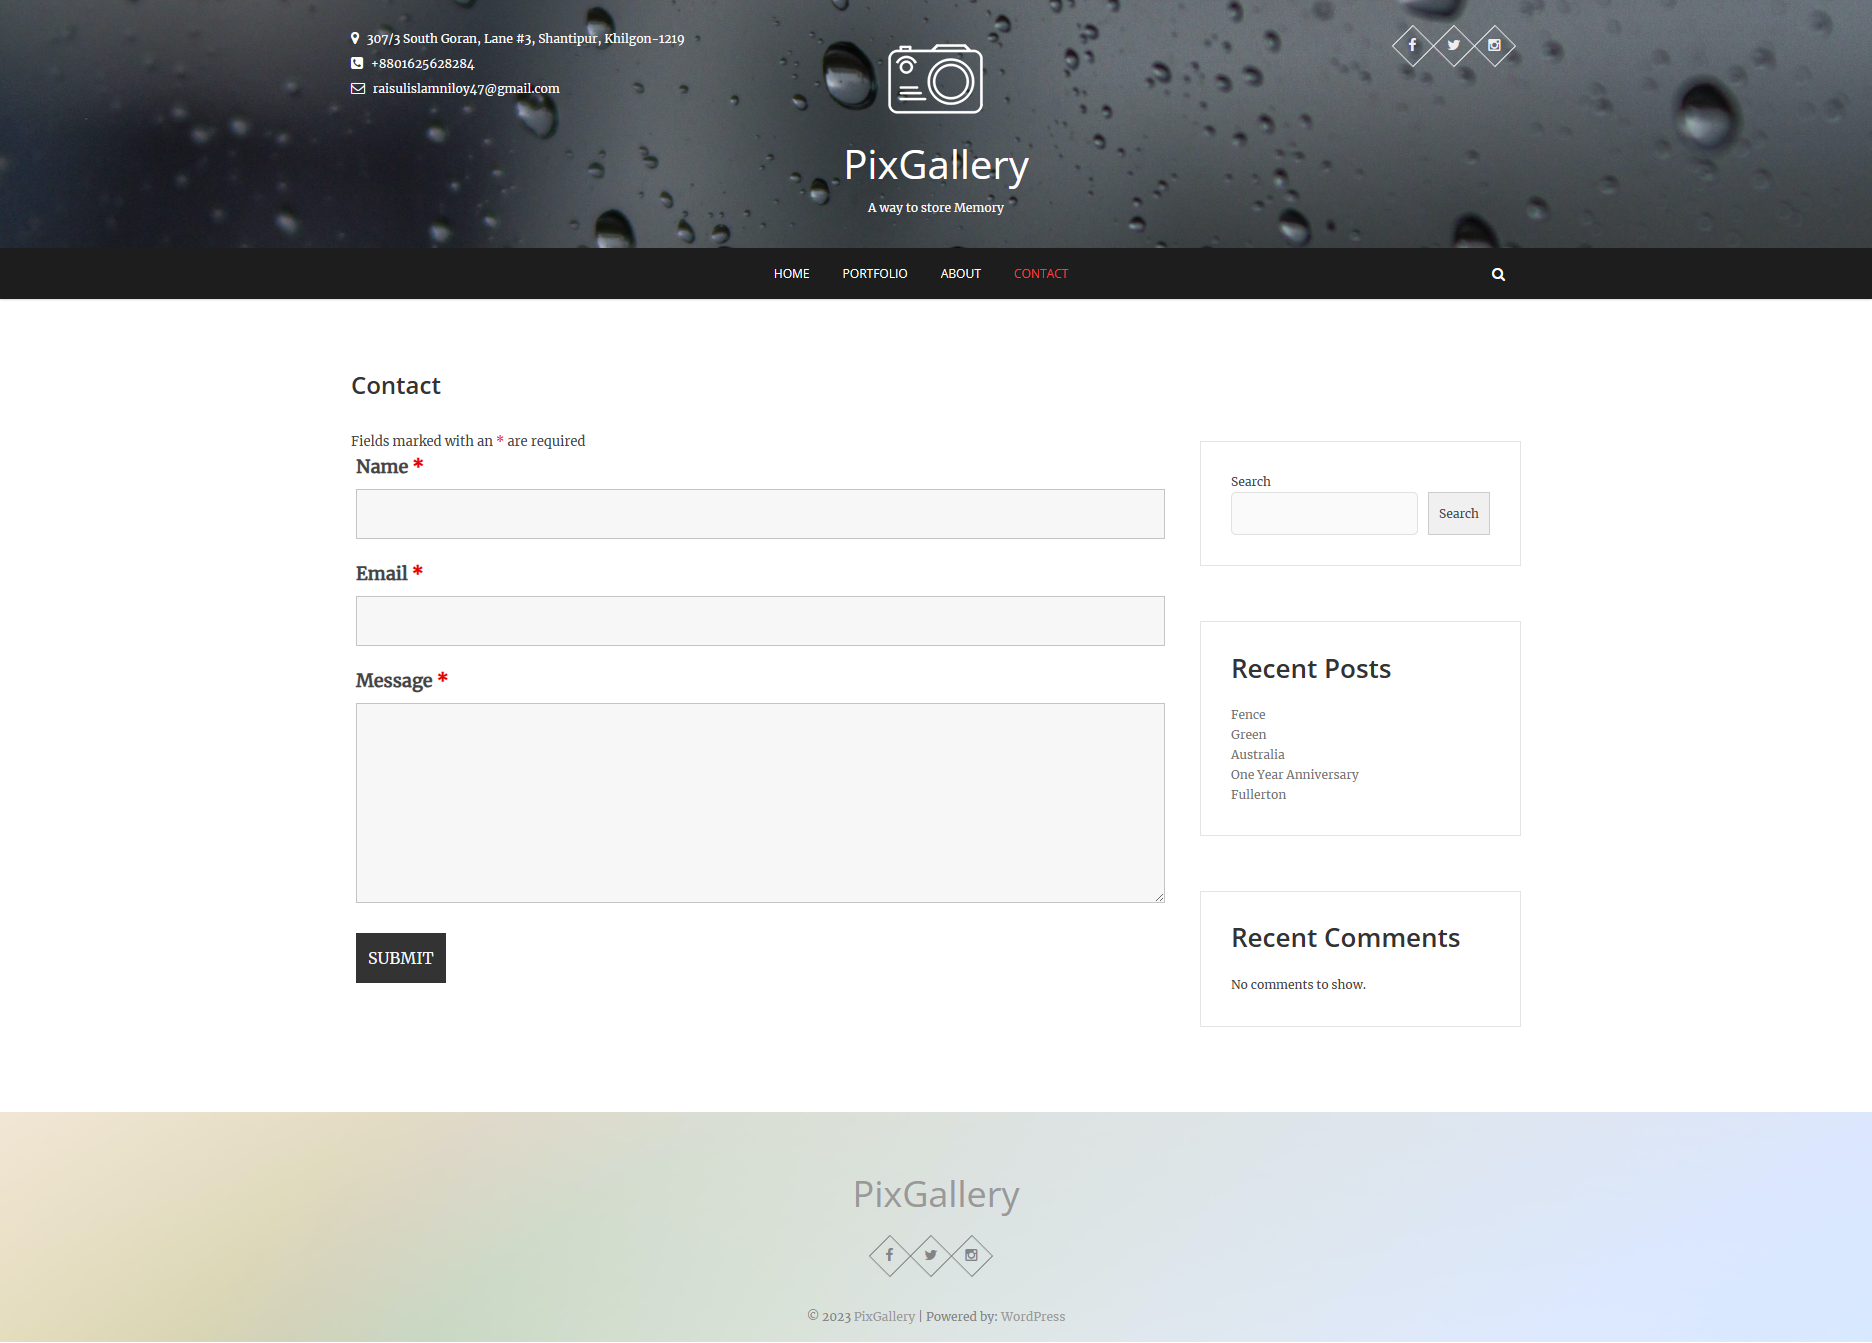 307/3 South Goran, Lane #3, Shantipur, Khilgon-1219
+8801625628284
raisulislamniloy47@gmail.com
PixGallery
A way to store Memory
HOME
PORTFOLIO
ABOUT
CONTACT
Contact
Fields marked with an * are required
Name *
Email *
Message *
SUBMIT
Search
Search
Recent Posts
Fence
Green
Australia
One Year Anniversary
Fullerton
Recent Comments
No comments to show.
PixGallery
© 2023 PixGallery | Powered by: WordPress